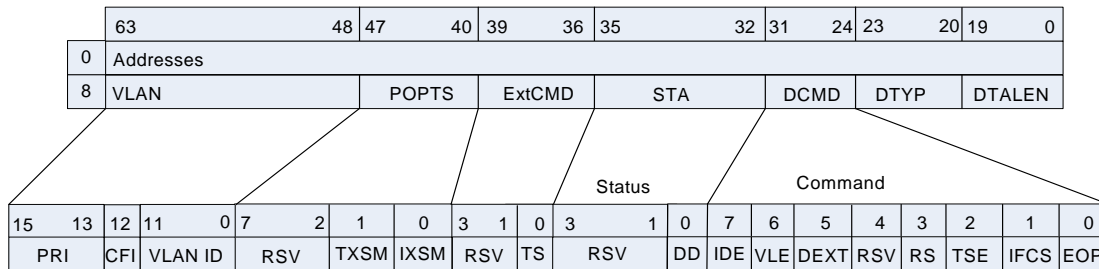 63 48 47 40 39 36 35 32 31 24 23 20 19 0
0 Addresses
8 VLAN POPTS ExtCMD STA DCMD DTYP DTALEN
Status Command
15 13 12 11 0 7 2 1 0 3 1 0 3 1 0 7 6 5 4 3 2 1 0
PRI CFI VLAN ID RSV TXSM IXSM RSV TS RSV DD IDE VLE DEXT RSV RS TSE IFCS EOP